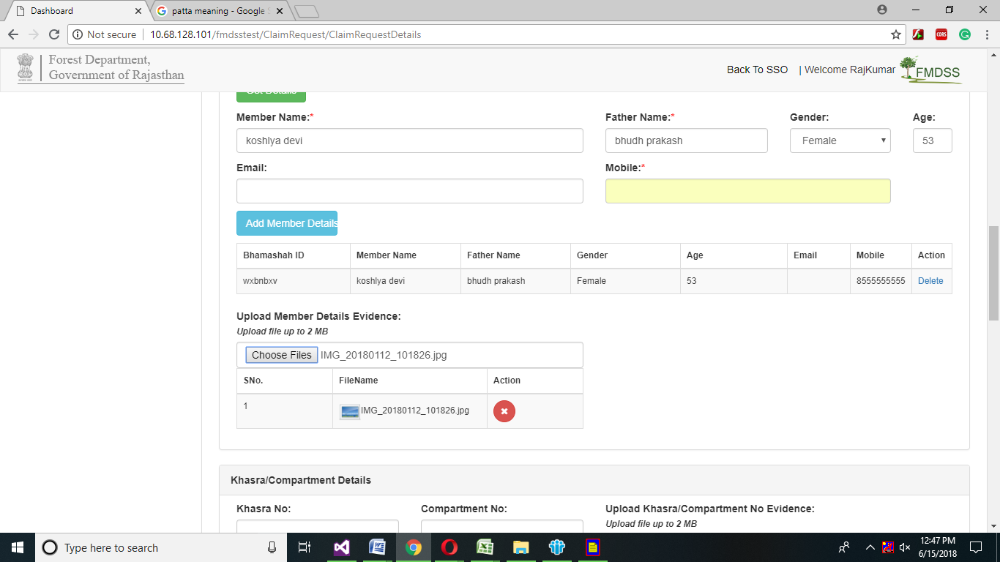 Dashboard
patta meaning - Google S
Not secure
10.68.128.101/fmdsstest/ClaimRequest/ClaimRequestDetails
CORS
Forest Department,
Government of Rajasthan
Back To SSO | Welcome RajKumar
FMDSS
Get Details
Member Name:* Father Name:* Gender: Age:
koshlya devi bhudh prakash Female 53
Email: Mobile:*
Add Member Details
Bhamashah ID Member Name Father Name Gender Age Email Mobile Action
wxbnbxv koshlya devi bhudh prakash Female 53 8555555555 Delete
Upload Member Details Evidence:
Upload file up to 2 MB
Choose Files IMG_20180112_101826.jpg
SNo. FileName Action
1 IMG_20180112_101826.jpg
Khasra/Compartment Details
Khasra No: Compartment No: Upload Khasra/Compartment No Evidence:
Upload file up to 2 MB
Type here to search
12:47 PM
6/15/2018